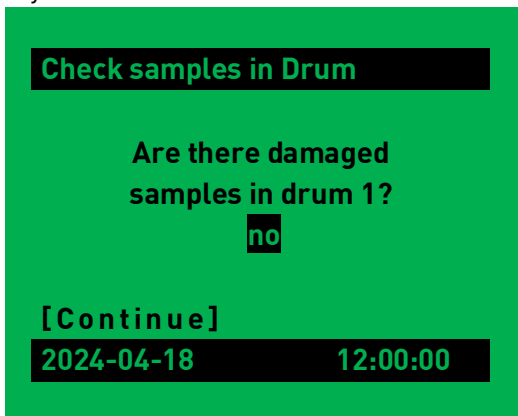 Check samples in Drum
Are there damaged
samples in drum 1?
no
[Continue]
2024-04-18 12:00:00